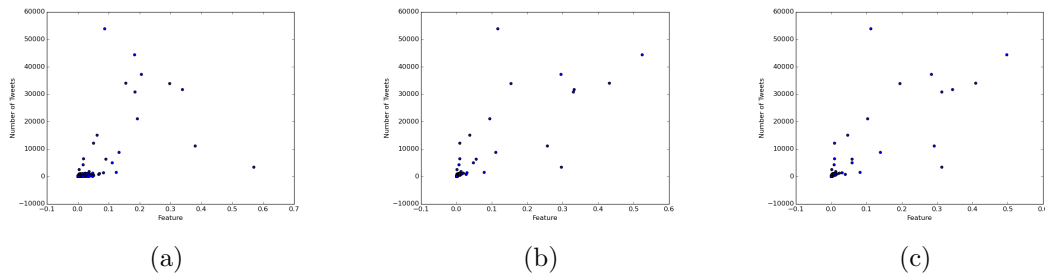 60000 60000 60000
50000 50000 50000
40000 40000 40000
30000 30000 30000
20000 20000 20000
10000 10000 10000
0 0 0
−10000 −10000 −10000
−0.1 0.0 0.1 0.2 0.3 0.4 0.5 0.6 0.7 −0.1 0.0 0.1 0.2 0.3 0.4 0.5 0.6 −0.1 0.0 0.1 0.2 0.3 0.4 0.5 0.6
Number of Tweets Number of Tweets Number of Tweets
Feature Feature Feature
(a) (b) (c)